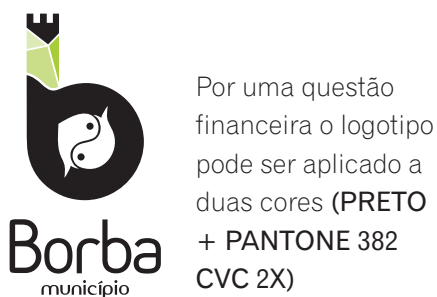 Borba
município
Por uma questão
financeira o logotipo
pode ser aplicado a
duas cores (PRETO
+ PANTONE 382
CVC 2X)